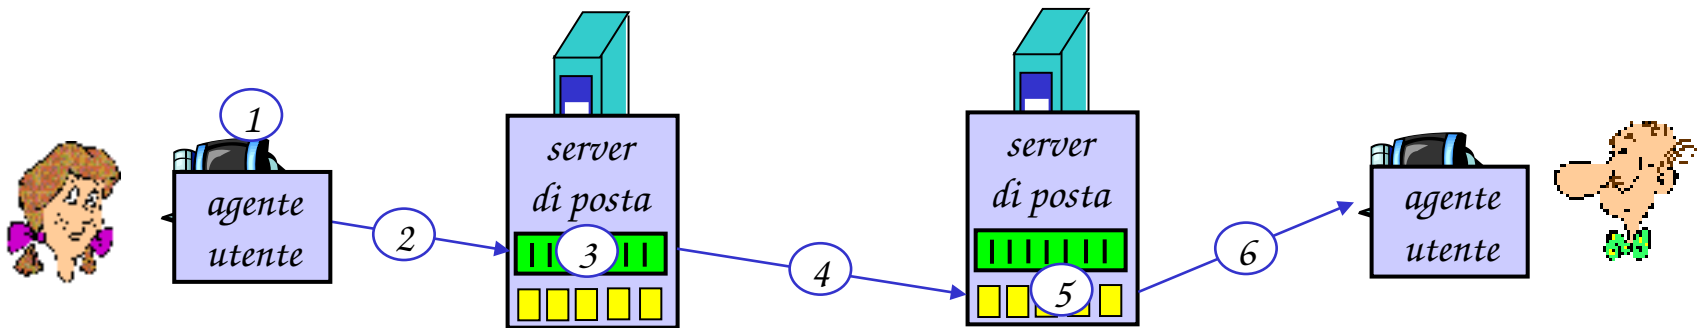 1
agente
utente
2
server
di posta
3
4
server
di posta
5
6
agente
utente